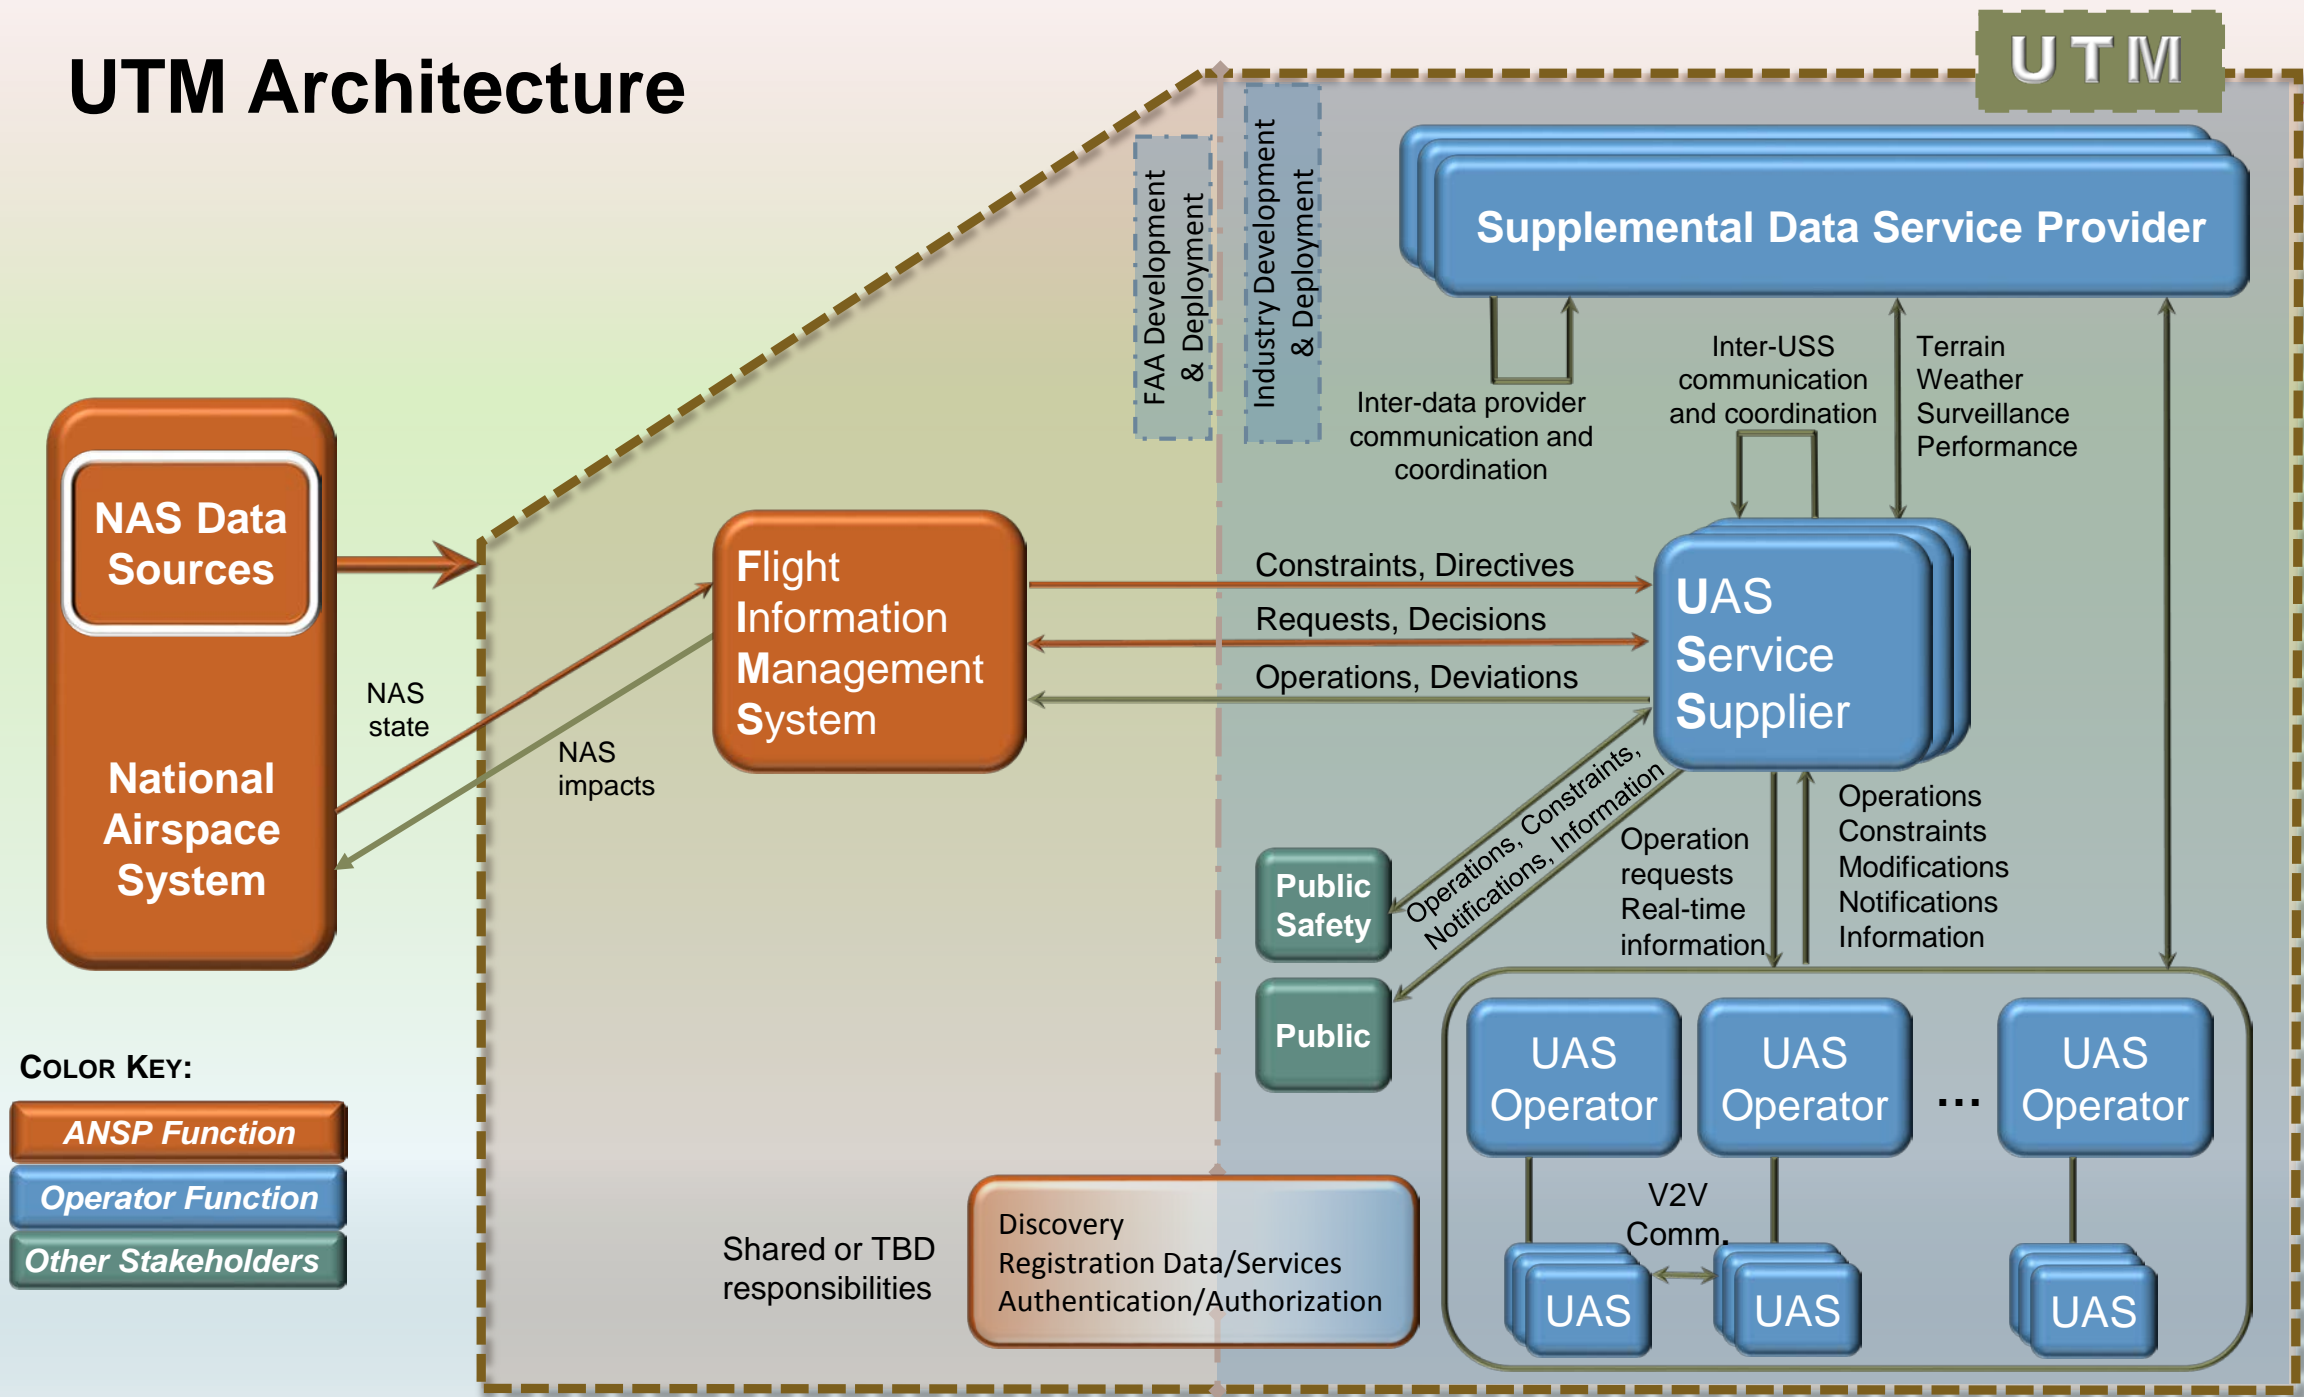 UTM Architecture
UTM
FAA Development
& Deployment
Industry Development
& Deployment
Supplemental Data Service Provider
Inter-data provider
communication and
coordination
Inter-USS
communication
and coordination
Terrain
Weather
Surveillance
Performance
NAS Data
Sources
National
Airspace
System
NAS
state
NAS
impacts
Flight
Information
Management
System
Constraints, Directives
Requests, Decisions
Operations, Deviations
UAS
Service
Supplier
Operations, Constraints,
Notifications, Information
Operation
requests
Real-time
information
Operations
Constraints
Modifications
Notifications
Information
Public
Safety
Public
UAS
Operator
UAS
Operator
...
UAS
Operator
V2V
Comm.
UAS
UAS
UAS
COLOR KEY:
ANSP Function
Operator Function
Other Stakeholders
Shared or TBD
responsibilities
Discovery
Registration Data/Services
Authentication/Authorization